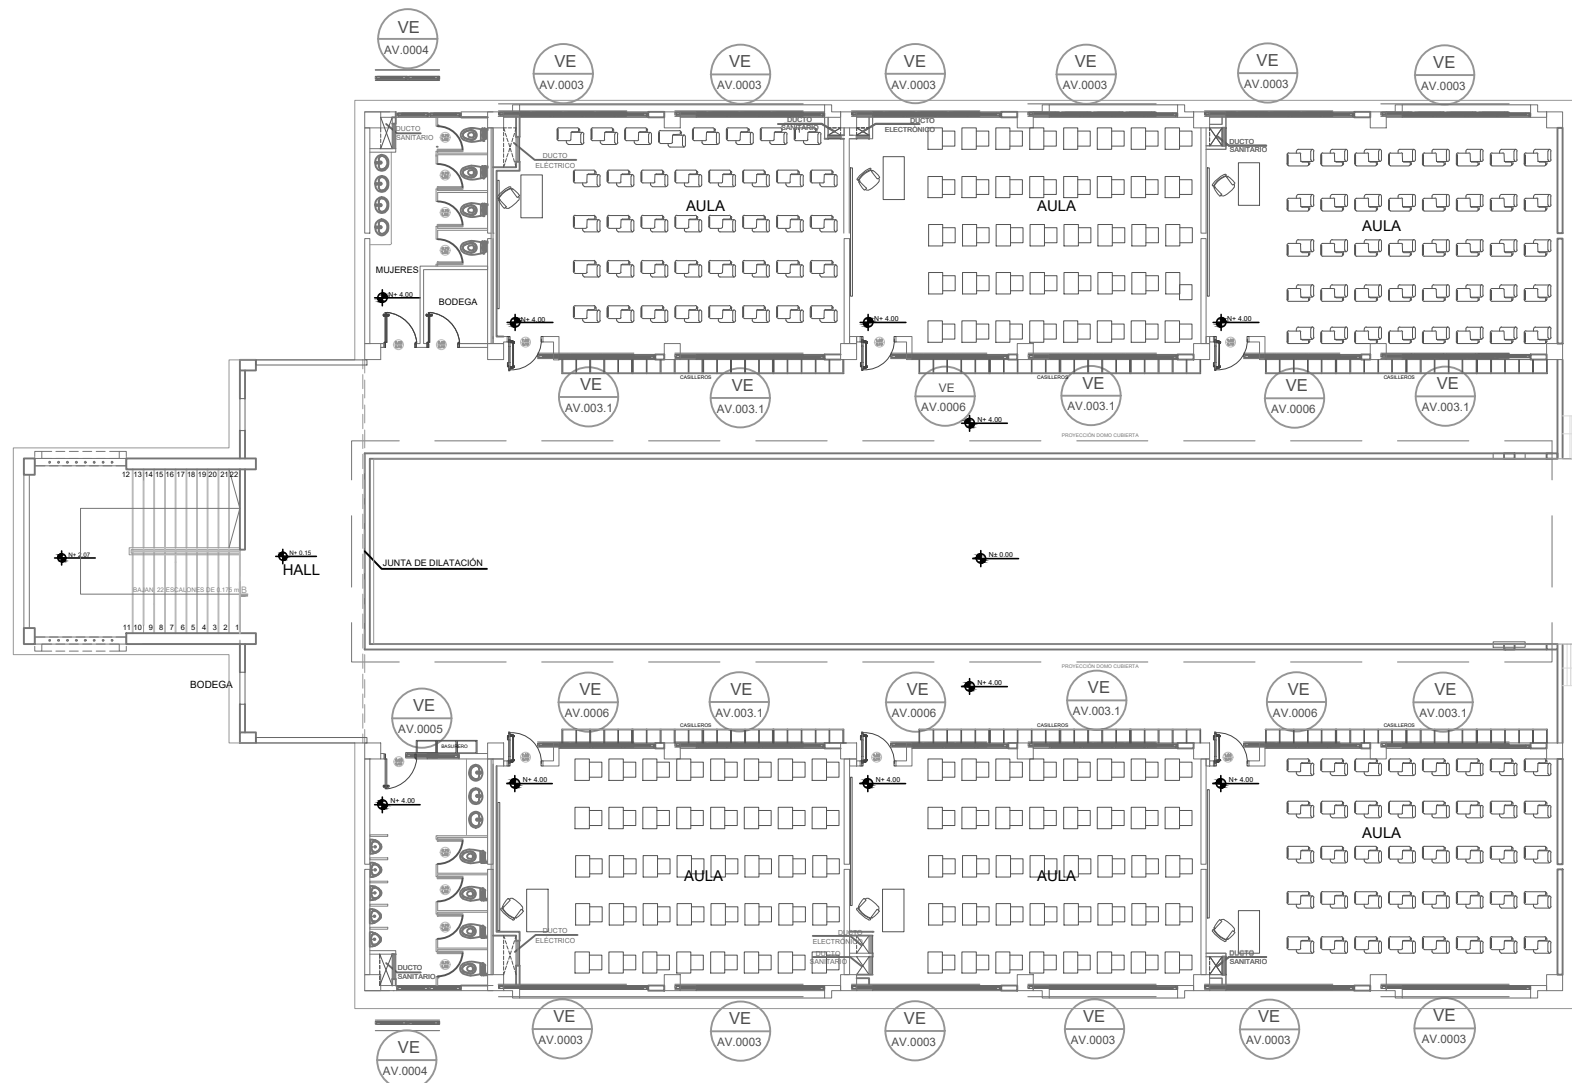 VE
AV.0004
VE
AV.0003
VE
AV.0003
VE
AV.0003
VE
AV.0003
VE
AV.0003
VE
AV.0003
DUCTO
SANITARIO
DUCTO
ELÉCTRICO
DUCTO
SANITARIO
DUCTO
ELECTRÓNICO
DUCTO
SANITARIO
AULA
AULA
AULA
MUJERES
N+ 4.00
BODEGA
N+ 4.00
N+ 4.00
N+ 4.00
CASILLEROS
CASILLEROS
CASILLEROS
VE
AV.003.1
VE
AV.003.1
VE
AV.0006
VE
AV.003.1
VE
AV.0006
VE
AV.003.1
N+ 4.00
PROYECCIÓN DOMO CUBIERTA
12 13 14 15 16 17 18 19 20 21 22
N+ 2.07
N+ 0.15
HALL
JUNTA DE DILATACIÓN
N± 0.00
BAJAN 22 ESCALONES DE 0.175 m
B
11 10 9 8 7 6 5 4 3 2 1
PROYECCIÓN DOMO CUBIERTA
BODEGA
N+ 4.00
VE
AV.0005
VE
AV.0006
VE
AV.003.1
VE
AV.0006
VE
AV.003.1
VE
AV.0006
VE
AV.003.1
CASILLEROS
CASILLEROS
CASILLEROS
BASURERO
N+ 4.00
N+ 4.00
N+ 4.00
N+ 4.00
AULA
AULA
AULA
DUCTO
ELÉCTRICO
DUCTO
ELECTRÓNICO
DUCTO
SANITARIO
DUCTO
SANITARIO
DUCTO
SANITARIO
VE
AV.0003
VE
AV.0003
VE
AV.0003
VE
AV.0003
VE
AV.0003
VE
AV.0003
VE
AV.0004